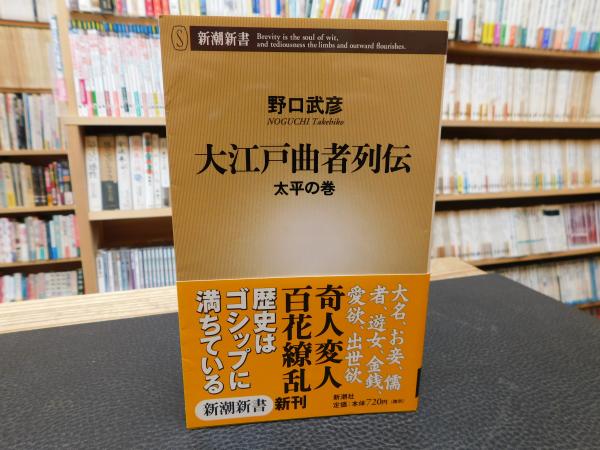 新潮新書
Brevity is the soul of wit,
and tediousness the limbs and outward flourishes.
野口武彦
NOGUCHI Takehiko
大江戸曲者列伝
太平の巻
大名、お妾、儒
者、遊女、金銭、
愛欲、出世欲
奇人変人
百花繚乱
歴史は
ゴシップに
満ちている
新潮新書
新刊
新潮社
定価：本体720円（税別）